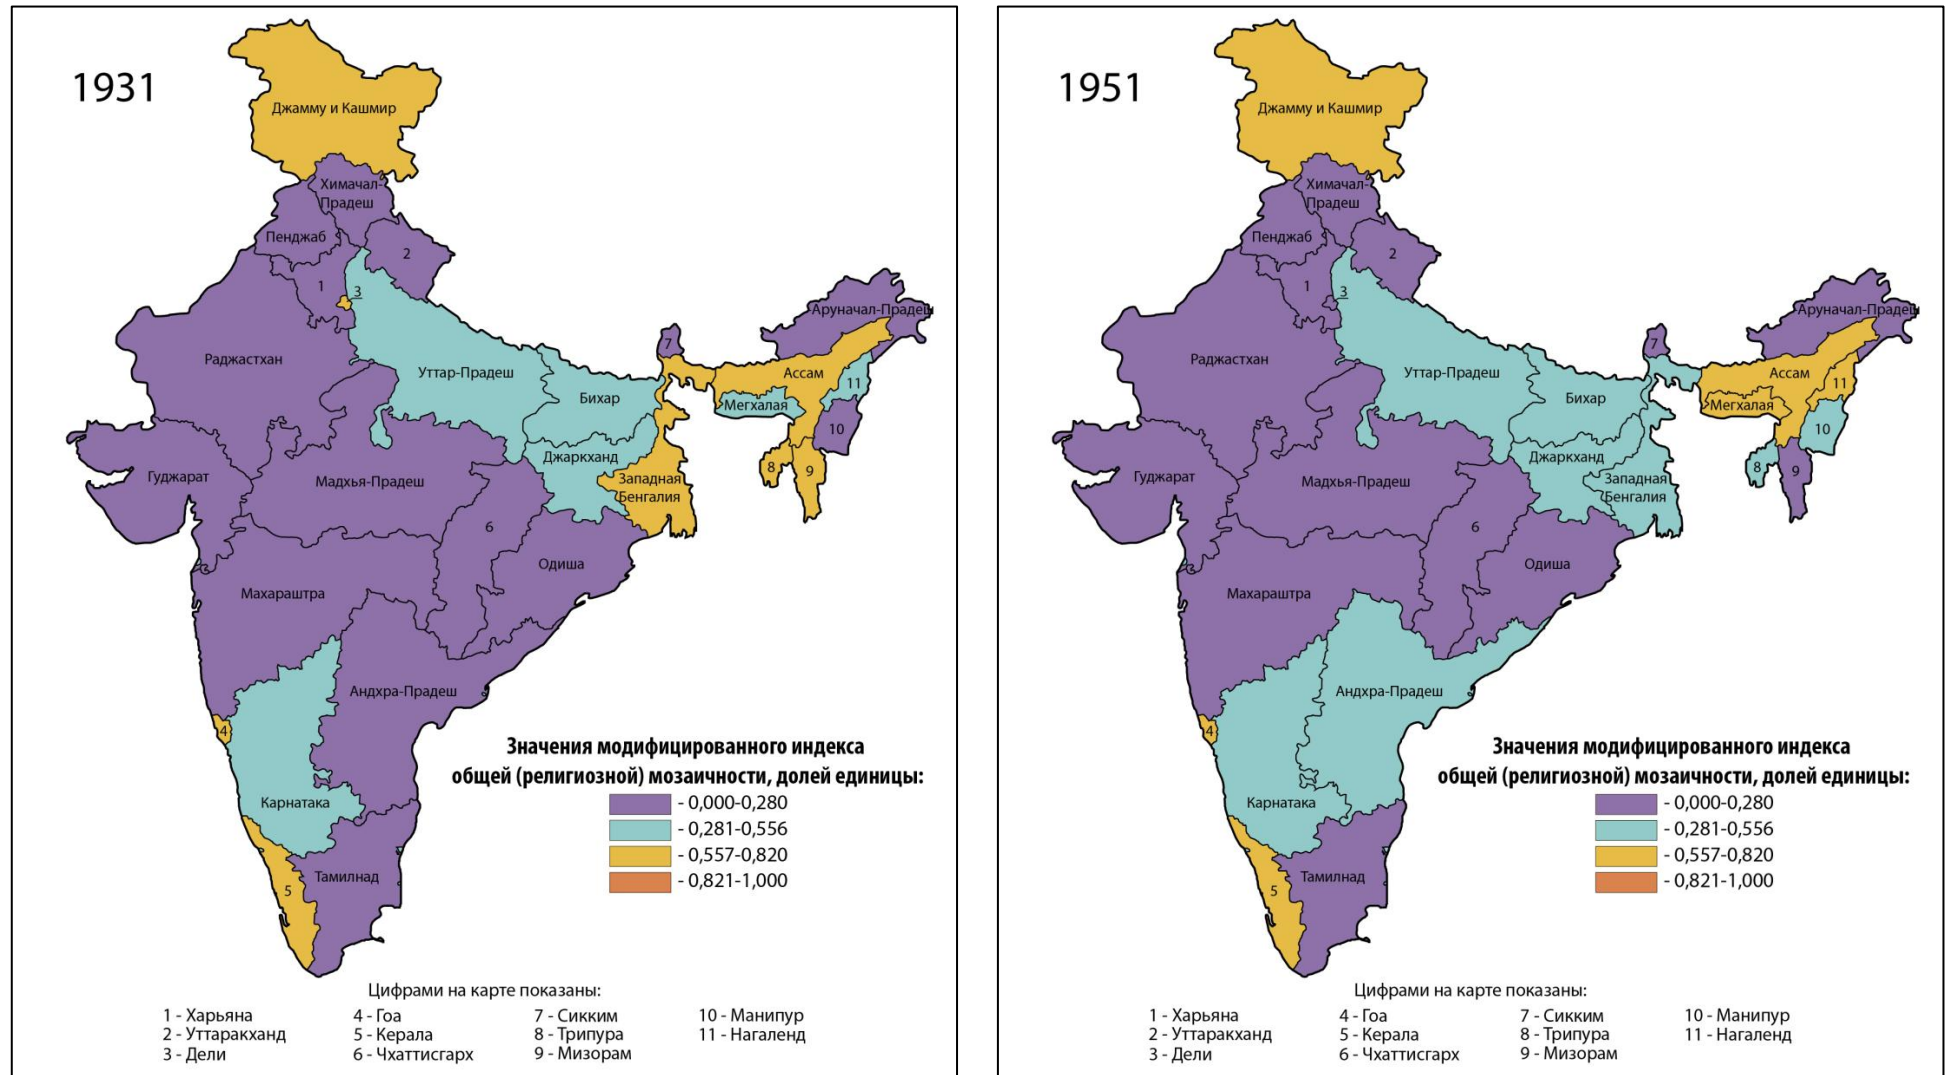 1931
Джамму и Кашмир
Химачал-
Прадеш
Пенджаб
2
1
3
Аруначал-Прадеш
7
Раджастхан
Уттар-Прадеш
Ассам
11
Бихар
Мегхалая
10
Джаркханд
8
9
Гуджарат
Мадхья-Прадеш
Западная
Бенгалия
6
Одиша
Махараштра
Андхра-Прадеш
4
Карнатака
Тамилнад
5
Значения модифицированного индекса
общей (религиозной) мозаичности, долей единицы:
- 0,000-0,280
- 0,281-0,556
- 0,557-0,820
- 0,821-1,000
Цифрами на карте показаны:
1 - Харьяна
2 - Уттаракханд
3 - Дели
4 - Гоа
5 - Керала
6 - Чхаттисгарх
7 - Сикким
8 - Трипура
9 - Мизорам
10 - Манипур
11 - Нагаленд
1951
Джамму и Кашмир
Химачал-
Прадеш
Пенджаб
2
1
3
Аруначал-Прадеш
7
Раджастхан
Уттар-Прадеш
Ассам
11
Бихар
Мегхалая
10
Джаркханд
8
9
Гуджарат
Мадхья-Прадеш
Западная
Бенгалия
6
Одиша
Махараштра
Андхра-Прадеш
4
Карнатака
Тамилнад
5
Значения модифицированного индекса
общей (религиозной) мозаичности, долей единицы:
- 0,000-0,280
- 0,281-0,556
- 0,557-0,820
- 0,821-1,000
Цифрами на карте показаны:
1 - Харьяна
2 - Уттаракханд
3 - Дели
4 - Гоа
5 - Керала
6 - Чхаттисгарх
7 - Сикким
8 - Трипура
9 - Мизорам
10 - Манипур
11 - Нагаленд